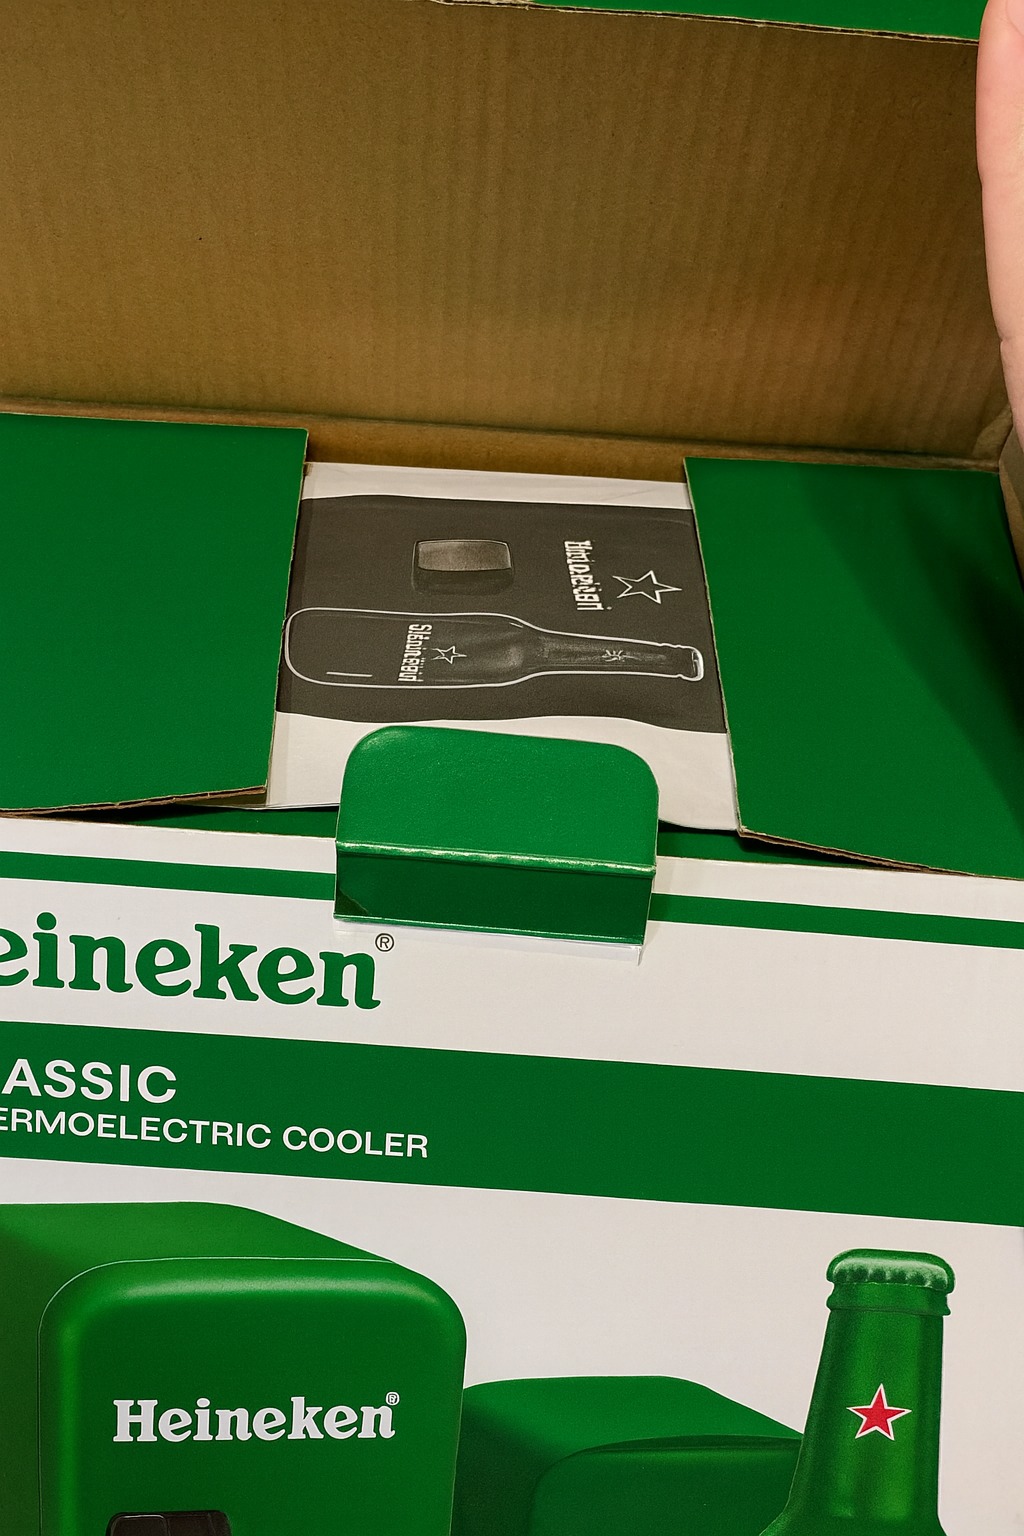 eineken®
ASSIC
ERMOELECTRIC COOLER
Heineken®